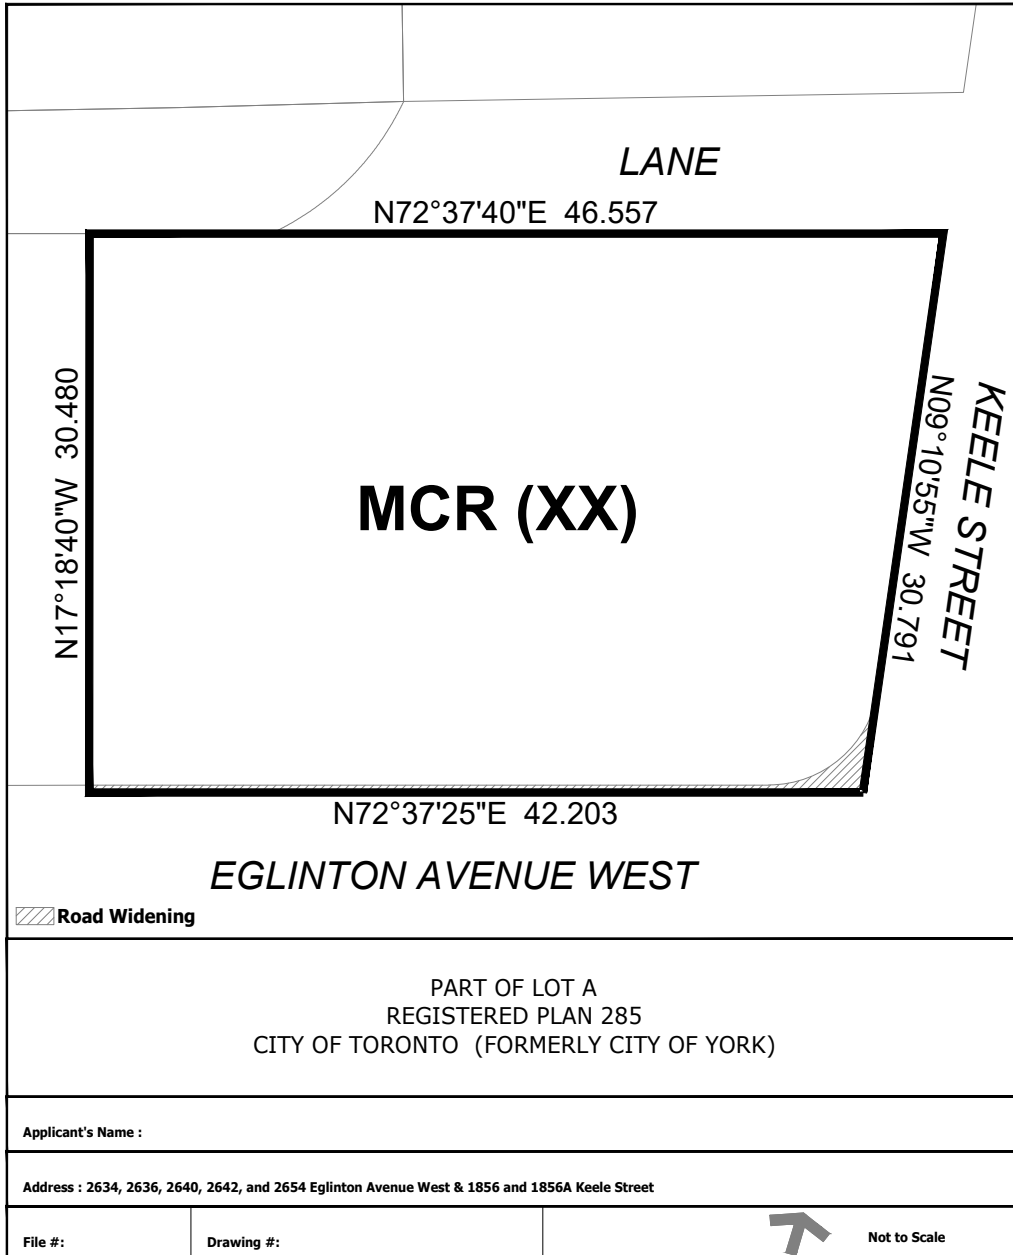 LANE
N72°37'40"E 46.557
N17°18'40"W 30.480
MCR (XX)
N09°10'55"W 30.791
KEELE STREET
N72°37'25"E 42.203
EGLINTON AVENUE WEST
Road Widening
PART OF LOT A
REGISTERED PLAN 285
CITY OF TORONTO (FORMERLY CITY OF YORK)
Applicant's Name :
Address : 2634, 2636, 2640, 2642, and 2654 Eglinton Avenue West & 1856 and 1856A Keele Street
File #:
Drawing #:
Not to Scale